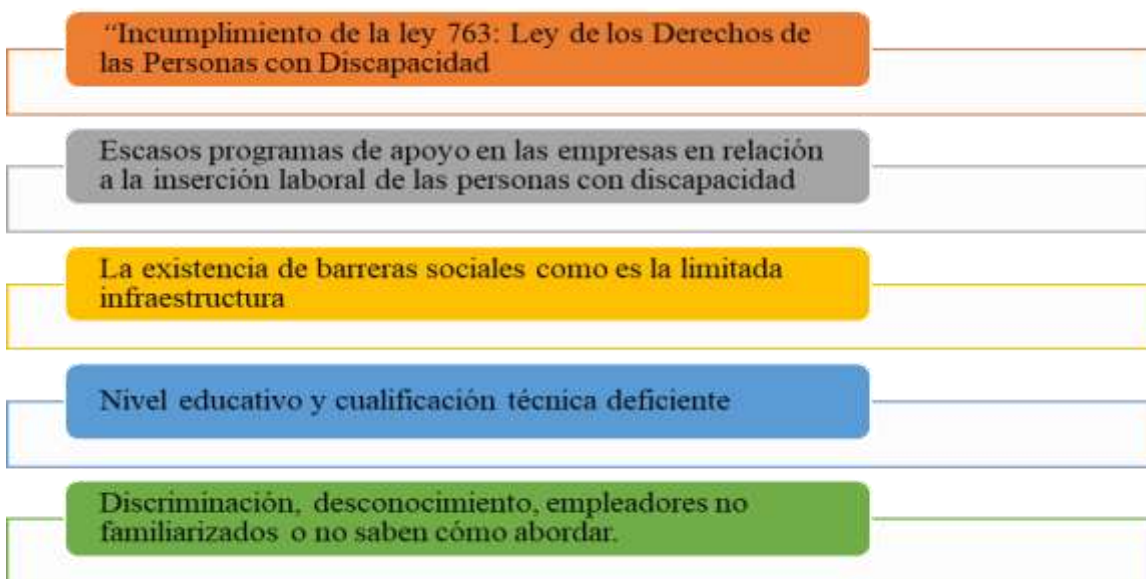 “Incumplimiento de la ley 763: Ley de los Derechos de
las Personas con Discapacidad
Escasos programas de apoyo en las empresas en relación
a la inserción laboral de las personas con discapacidad
La existencia de barreras sociales como es la limitada
infraestructura
Nivel educativo y cualificación técnica deficiente
Discriminación, desconocimiento, empleadores no
familiarizados o no saben cómo abordar.